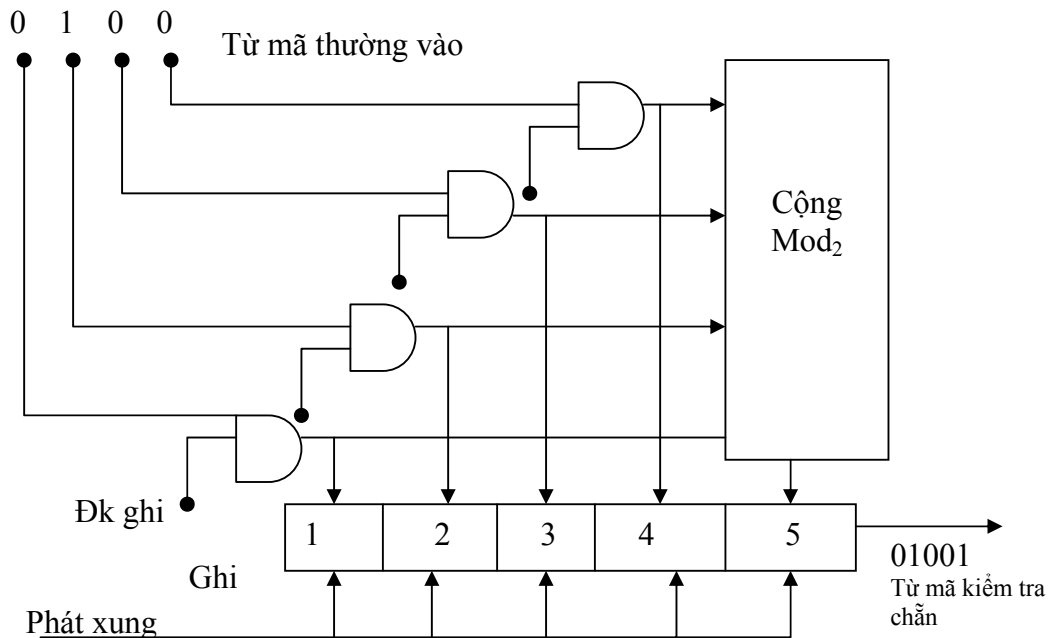 0 1 0 0
Từ mã thường vào
Cộng
Mod₂
Đk ghi
1 2 3 4 5
Ghi
01001
Từ mã kiểm tra
chẵn
Phát xung